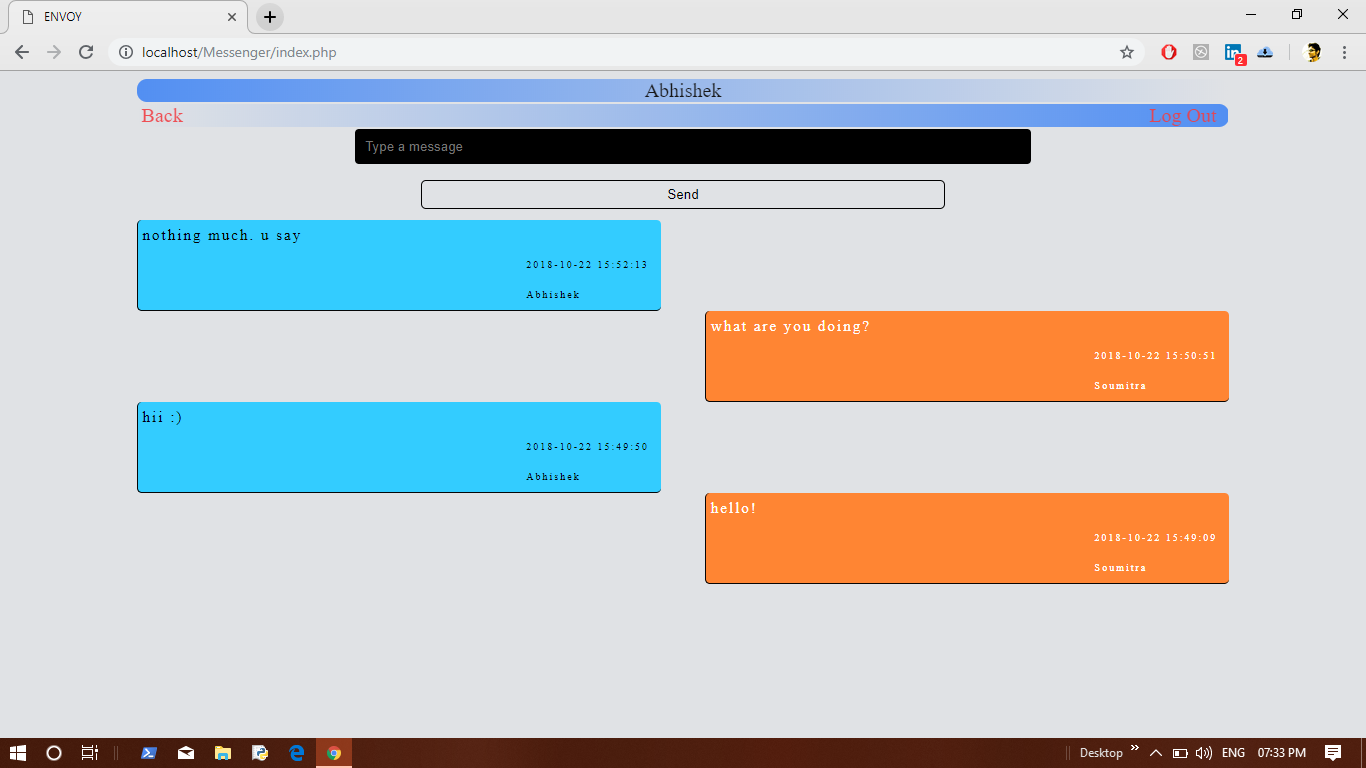 ENVOY
localhost/Messenger/index.php
2
Abhishek
Back
Log Out
Type a message
Send
nothing much. u say
2018-10-22 15:52:13
Abhishek
what are you doing?
2018-10-22 15:50:51
Soumitra
hii :)
2018-10-22 15:49:50
Abhishek
hello!
2018-10-22 15:49:09
Soumitra
Desktop » ENG 07:33 PM